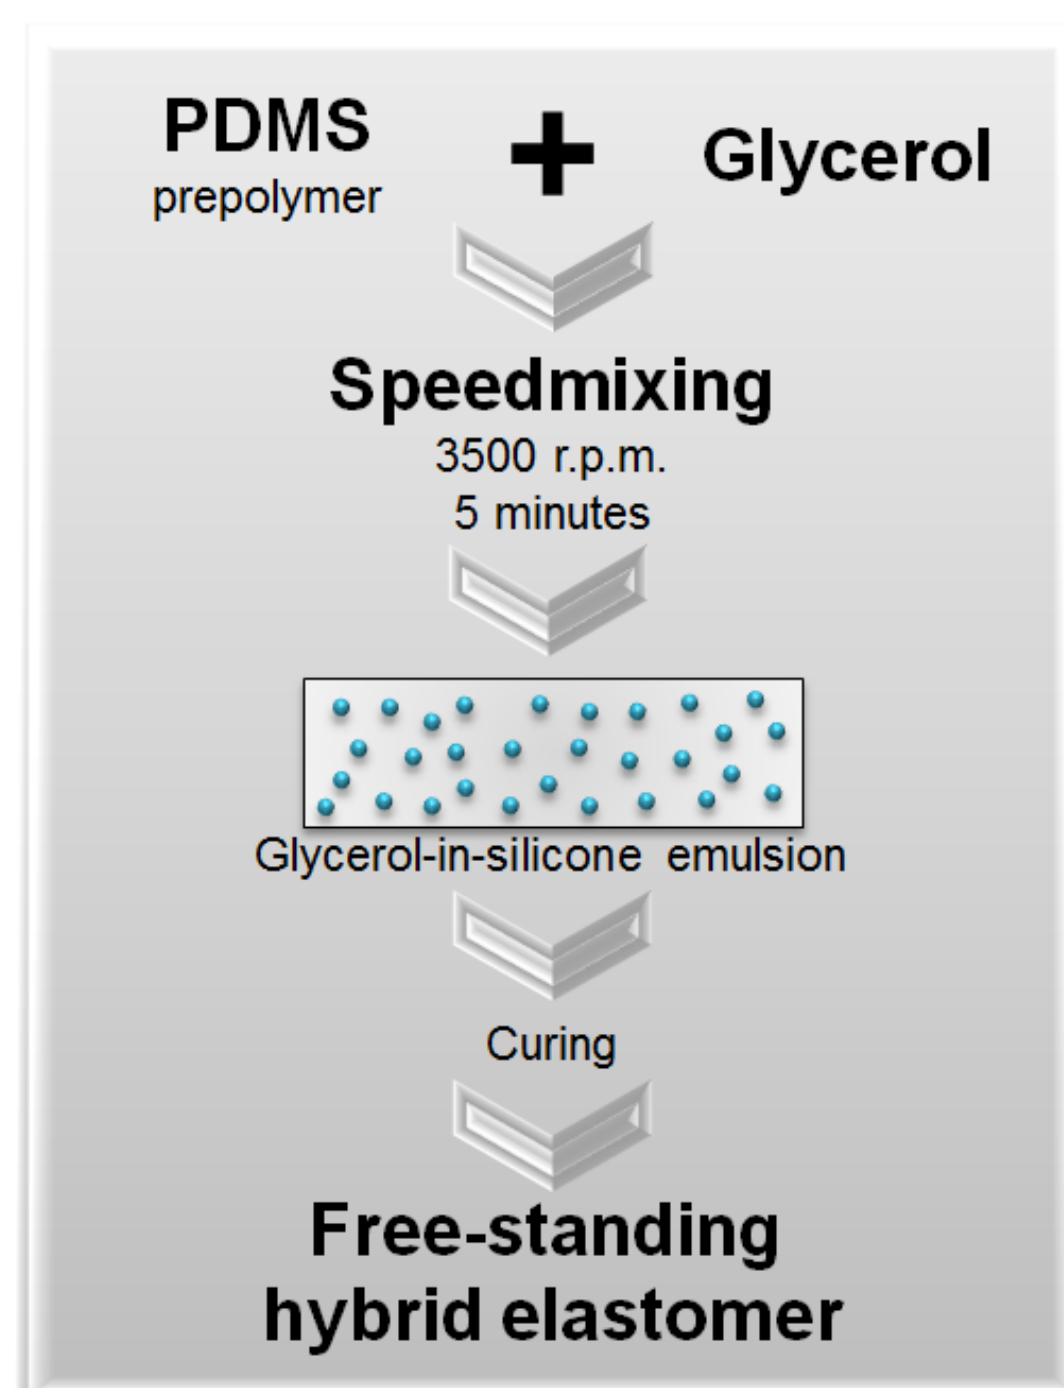 PDMS + Glycerol
prepolymer
Speedmixing
3500 r.p.m.
5 minutes
Glycerol-in-silicone emulsion
Curing
Free-standing
hybrid elastomer